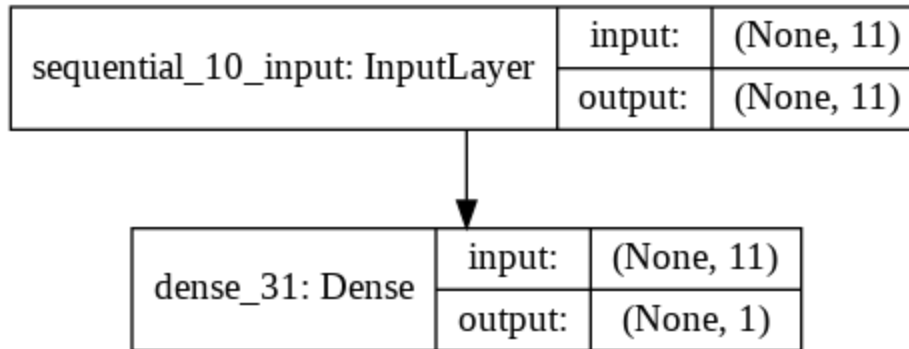 sequential_10_input: InputLayer
input:
(None, 11)
output:
(None, 11)
dense_31: Dense
input:
(None, 11)
output:
(None, 1)